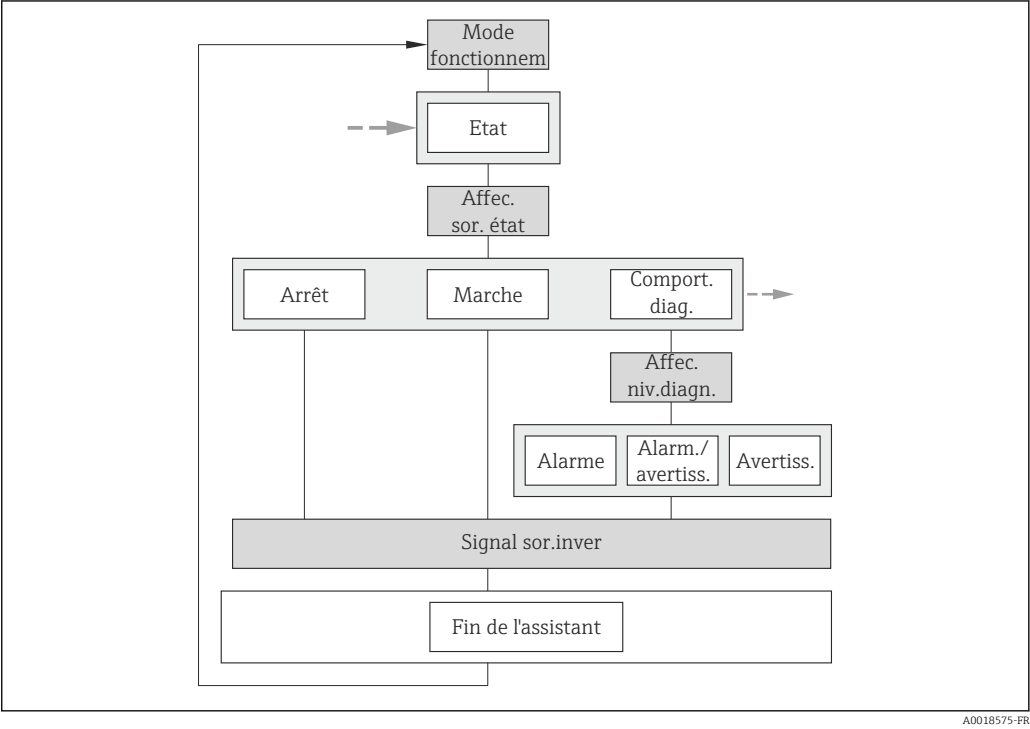 Mode
fonctionnem
Etat
Affec.
sor. état
Arrêt
Marche
Comport.
diag.
Affec.
niv.diagn.
Alarme
Alarm./
avertiss.
Avertiss.
Signal sor.inver
Fin de l'assistant
A0018575-FR